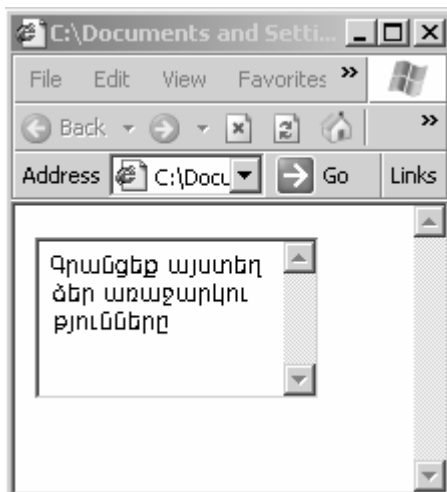 C:\Documents and Setti...
File Edit View Favorites »
Back »
Address C:\Docu Go Links
Գրանցեք այստեղ
ձեր առաջարկու
թյունները